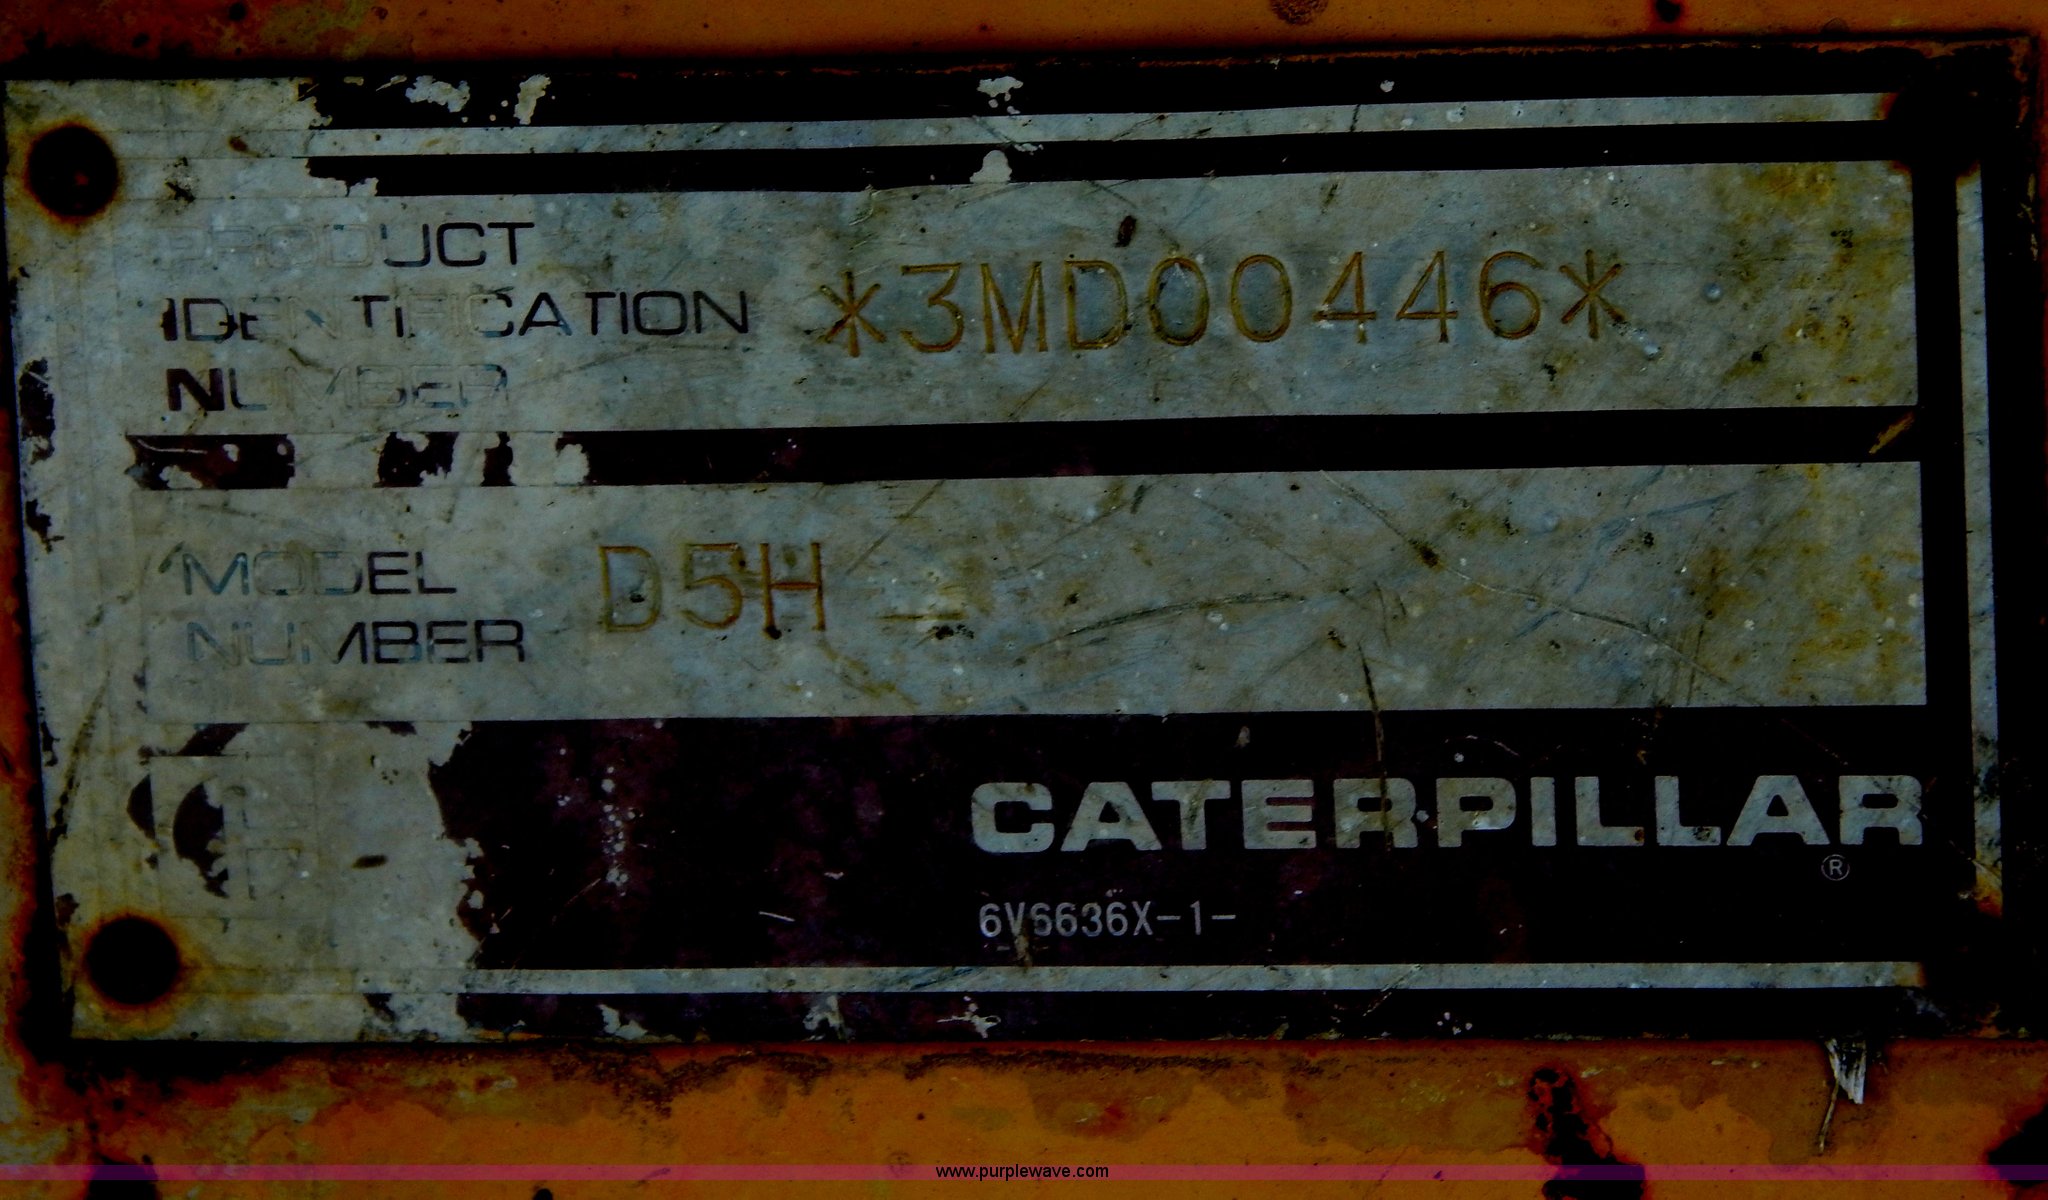 PRODUCT
IDENTIFICATION
NUMBER
*3MD00446*
MODEL
NUMBER
D5H
CATERPILLAR
®
6V6636X-1-
www.purplewave.com